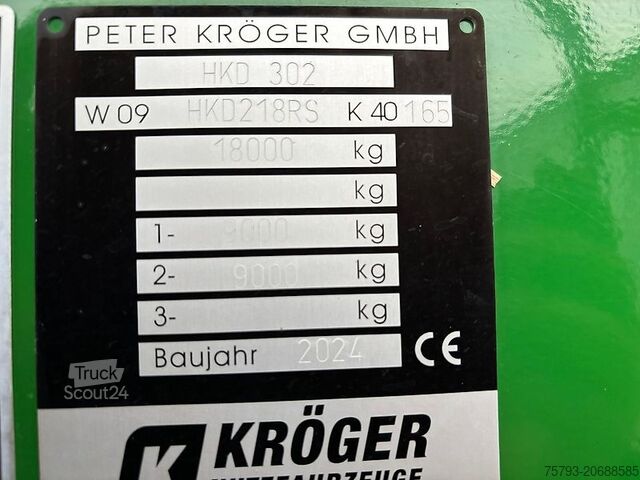 PETER KRÖGER GMBH
HKD 302
W 09 HKD218RS K 40 165
18000 kg
kg
1- 9000 kg
2- 9000 kg
3- kg
Baujahr 2024 CE
Truck
Scout24
K KRÖGER
NUTZFAHRZEUGE
75793-20688585